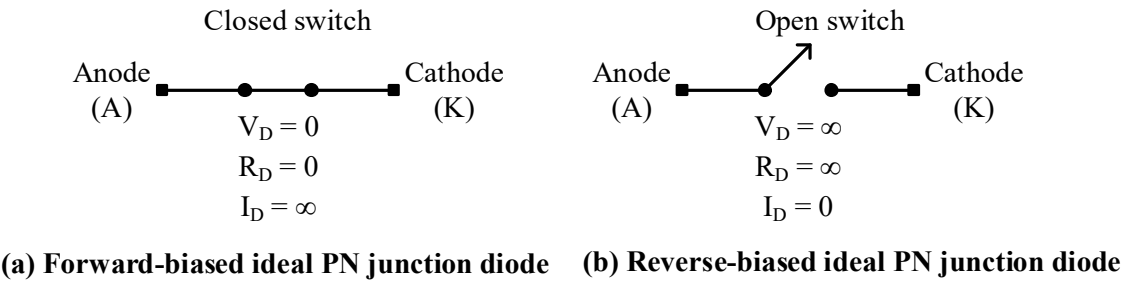 Closed switch
Anode
(A)
Cathode
(K)
V_D = 0
R_D = 0
I_D = ∞
(a) Forward-biased ideal PN junction diode
Open switch
Anode
(A)
Cathode
(K)
V_D = ∞
R_D = ∞
I_D = 0
(b) Reverse-biased ideal PN junction diode